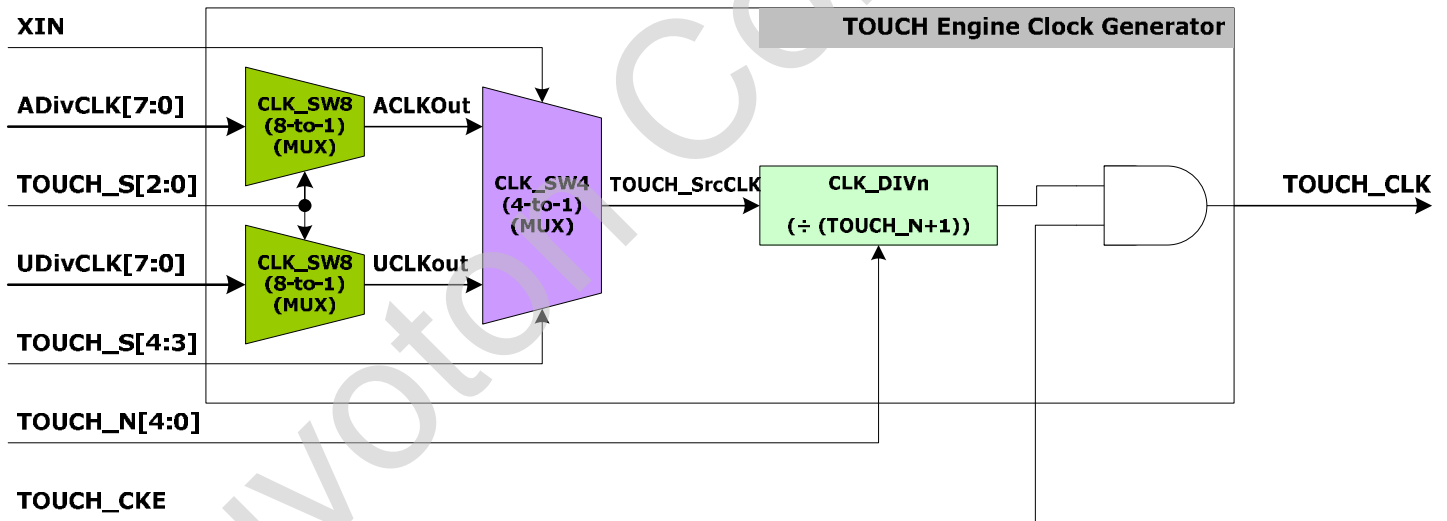 XIN
TOUCH Engine Clock Generator
ADivCLK[7:0]
CLK_SW8
(8-to-1)
(MUX)
ACLKOut
TOUCH_S[2:0]
CLK_SW4
(4-to-1)
(MUX)
TOUCH_SrcCLK
CLK_DIVn
(÷ (TOUCH_N+1))
TOUCH_CLK
UDivCLK[7:0]
CLK_SW8
(8-to-1)
(MUX)
UCLKout
TOUCH_S[4:3]
TOUCH_N[4:0]
TOUCH_CKE